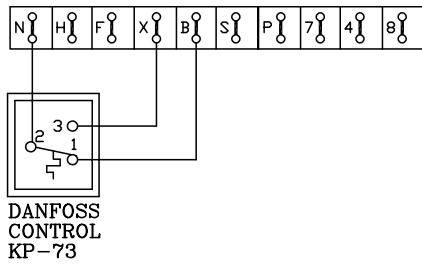 N H F X B S P 7 4 8
3
2 1
DANFOSS
CONTROL
KP-73